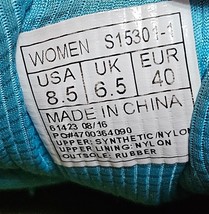 WOMEN S15301-1
USA UK EUR
8.5 6.5 40
MADE IN CHINA
61423 08/16
PO#4700364090
UPPER: SYNTHETIC/NYLON
UPPER LINING: NYLON
OUTSOLE: RUBBER